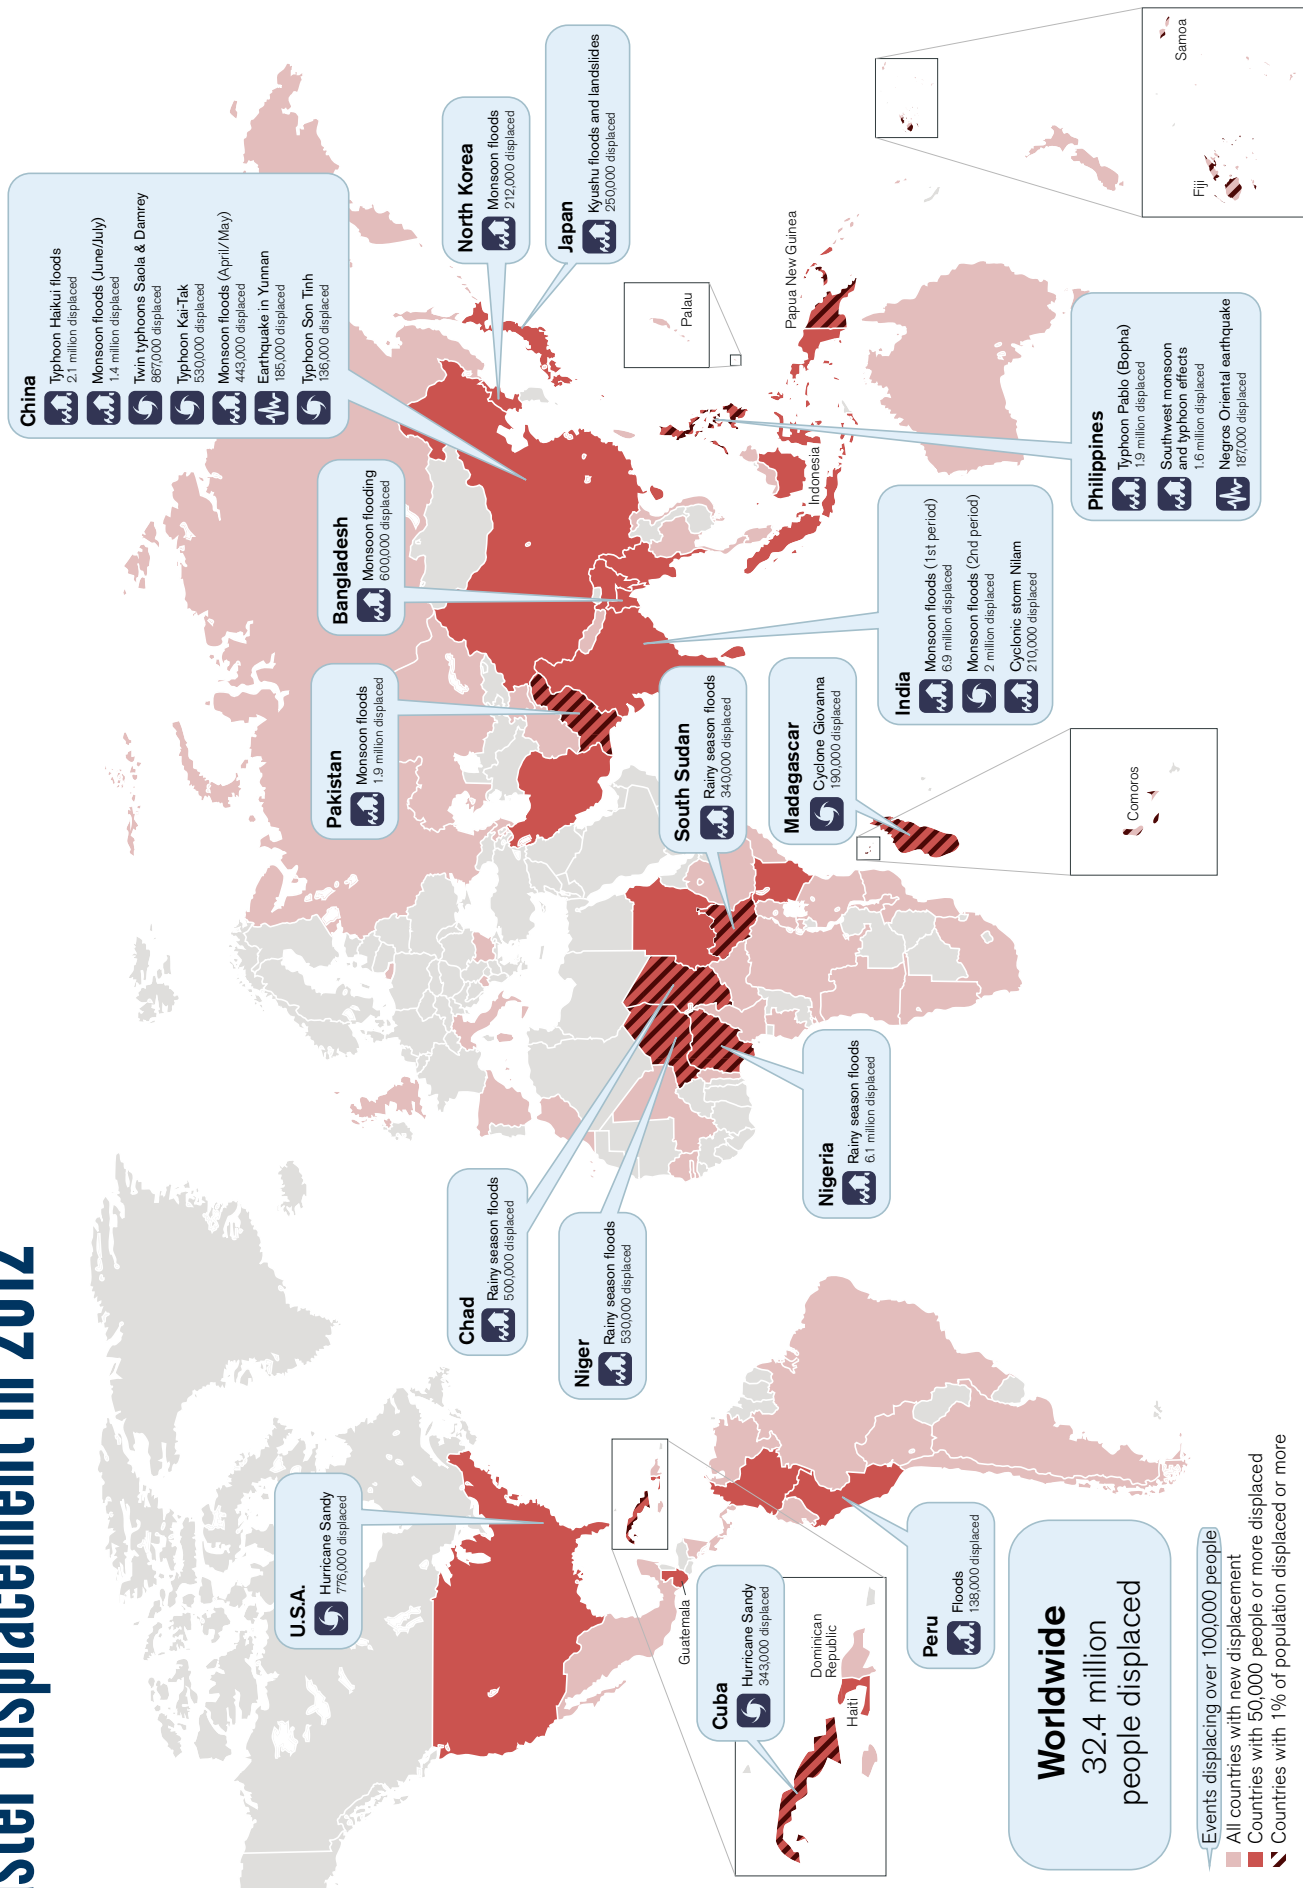 ster displacement in 2012
China
Typhoon Haikui floods
2.1 million displaced
Monsoon floods (June/July)
1.4 million displaced
Twin typhoons Saola & Damrey
867,000 displaced
Typhoon Kai-Tak
530,000 displaced
Monsoon floods (April/May)
443,000 displaced
Earthquake in Yunnan
185,000 displaced
Typhoon Son Tinh
136,000 displaced
North Korea
Monsoon floods
212,000 displaced
Japan
Kyushu floods and landslides
250,000 displaced
Bangladesh
Monsoon flooding
600,000 displaced
Pakistan
Monsoon floods
1.9 million displaced
U.S.A.
Hurricane Sandy
776,000 displaced
Chad
Rainy season floods
500,000 displaced
Niger
Rainy season floods
530,000 displaced
Nigeria
Rainy season floods
6.1 million displaced
South Sudan
Rainy season floods
340,000 displaced
Madagascar
Cyclone Giovanna
190,000 displaced
India
Monsoon floods (1st period)
6.9 million displaced
Monsoon floods (2nd period)
2 million displaced
Cyclonic storm Nilam
210,000 displaced
Philippines
Typhoon Pablo (Bopha)
1.9 million displaced
Southwest monsoon
and typhoon effects
1.6 million displaced
Negros Oriental earthquake
187,000 displaced
Palau
Papua New Guinea
Indonesia
Samoa
Fiji
Comoros
Guatemala
Cuba
Hurricane Sandy
343,000 displaced
Dominican
Republic
Haiti
Peru
Floods
138,000 displaced
Worldwide
32.4 million
people displaced
Events displacing over 100,000 people
All countries with new displacement
Countries with 50,000 people or more displaced
Countries with 1% of population displaced or more